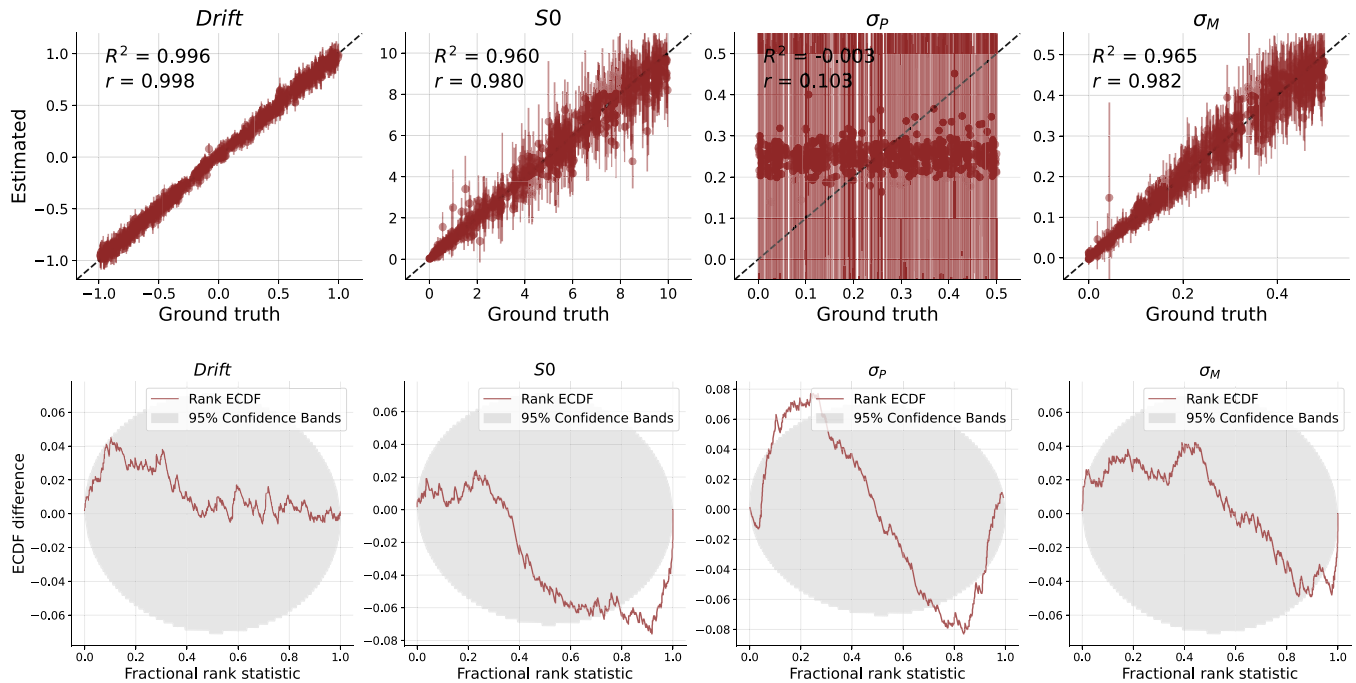 Drift
S0
σP
σM
R² = 0.996
r = 0.998
R² = 0.960
r = 0.980
R² = -0.003
r = 0.103
R² = 0.965
r = 0.982
Estimated
1.0
0.5
0.0
−0.5
−1.0
10
8
6
4
2
0
0.5
0.4
0.3
0.2
0.1
0.0
0.5
0.4
0.3
0.2
0.1
0.0
−1.0 −0.5 0.0 0.5 1.0
0 2 4 6 8 10
0.0 0.1 0.2 0.3 0.4 0.5
0.0 0.2 0.4
Ground truth
Ground truth
Ground truth
Ground truth
Drift
S0
σP
σM
Rank ECDF
95% Confidence Bands
Rank ECDF
95% Confidence Bands
Rank ECDF
95% Confidence Bands
Rank ECDF
95% Confidence Bands
ECDF difference
0.06
0.04
0.02
0.00
−0.02
−0.04
−0.06
0.06
0.04
0.02
0.00
−0.02
−0.04
−0.06
−0.08
0.08
0.06
0.04
0.02
0.00
−0.02
−0.04
−0.06
−0.08
0.06
0.04
0.02
0.00
−0.02
−0.04
−0.06
0.0 0.2 0.4 0.6 0.8 1.0
0.0 0.2 0.4 0.6 0.8 1.0
0.0 0.2 0.4 0.6 0.8 1.0
0.0 0.2 0.4 0.6 0.8 1.0
Fractional rank statistic
Fractional rank statistic
Fractional rank statistic
Fractional rank statistic